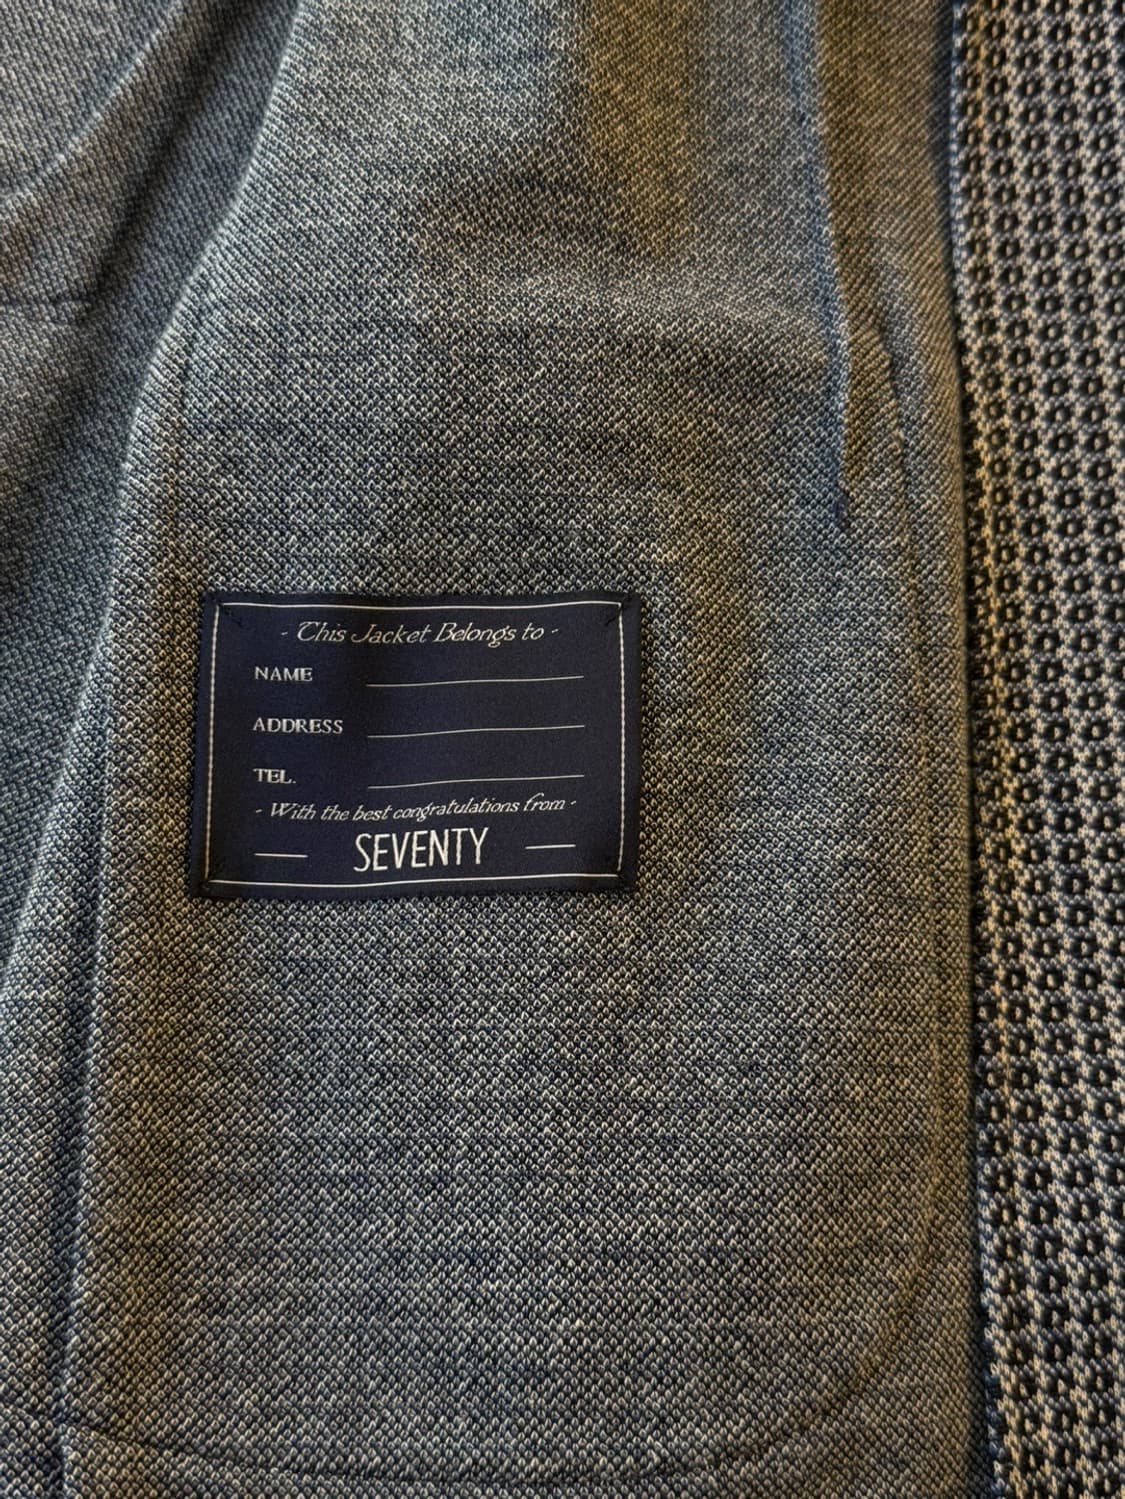 - This Jacket Belongs to -
NAME
ADDRESS
TEL.
- With the best congratulations from -
SEVENTY